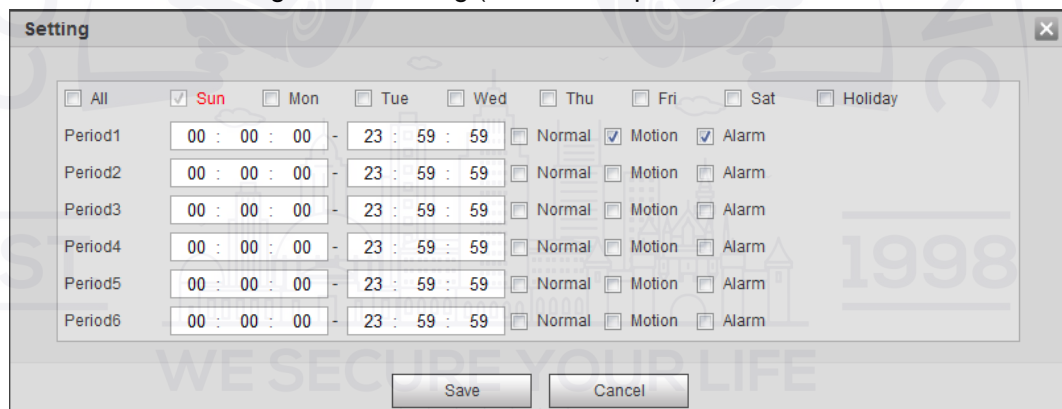 Setting
All Sun Mon Tue Wed Thu Fri Sat Holiday
Period1 00 : 00 : 00 - 23 : 59 : 59 Normal Motion Alarm
Period2 00 : 00 : 00 - 23 : 59 : 59 Normal Motion Alarm
Period3 00 : 00 : 00 - 23 : 59 : 59 Normal Motion Alarm
Period4 00 : 00 : 00 - 23 : 59 : 59 Normal Motion Alarm
Period5 00 : 00 : 00 - 23 : 59 : 59 Normal Motion Alarm
Period6 00 : 00 : 00 - 23 : 59 : 59 Normal Motion Alarm
1998
WE SECURE YOUR LIFE
Save Cancel